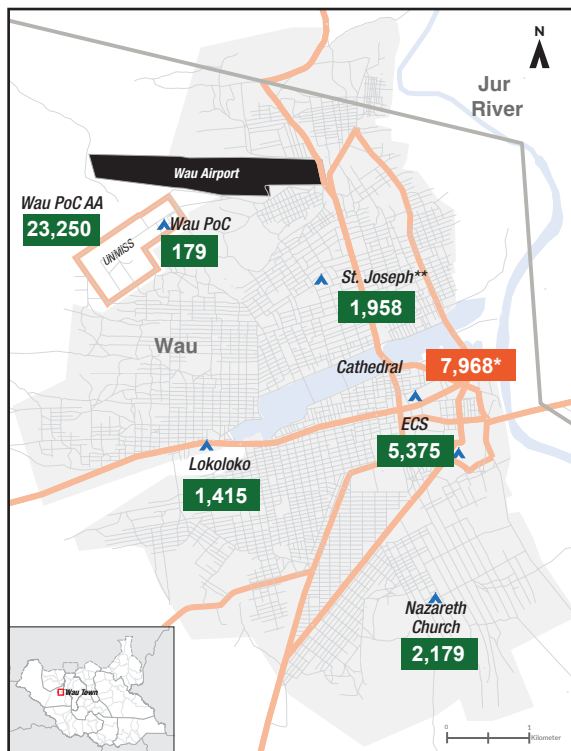 N
Jur
River
Wau Airport
Wau PoC AA
23,250
UNMISS
Wau PoC
179
St. Joseph**
1,958
Wau
Cathedral
7,968*
ECS
5,375
Lokoloko
1,415
Nazareth
Church
2,179
Wau Town
0 1
Kilometer